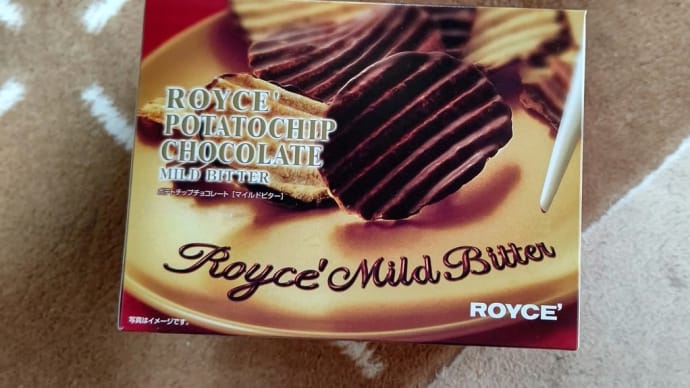 ROYCE'
POTATOCHIP
CHOCOLATE
MILD BITTER
ポテトチップチョコレート [マイルドビター]
Royce' Mild Bitter
ROYCE'
写真はイメージです。